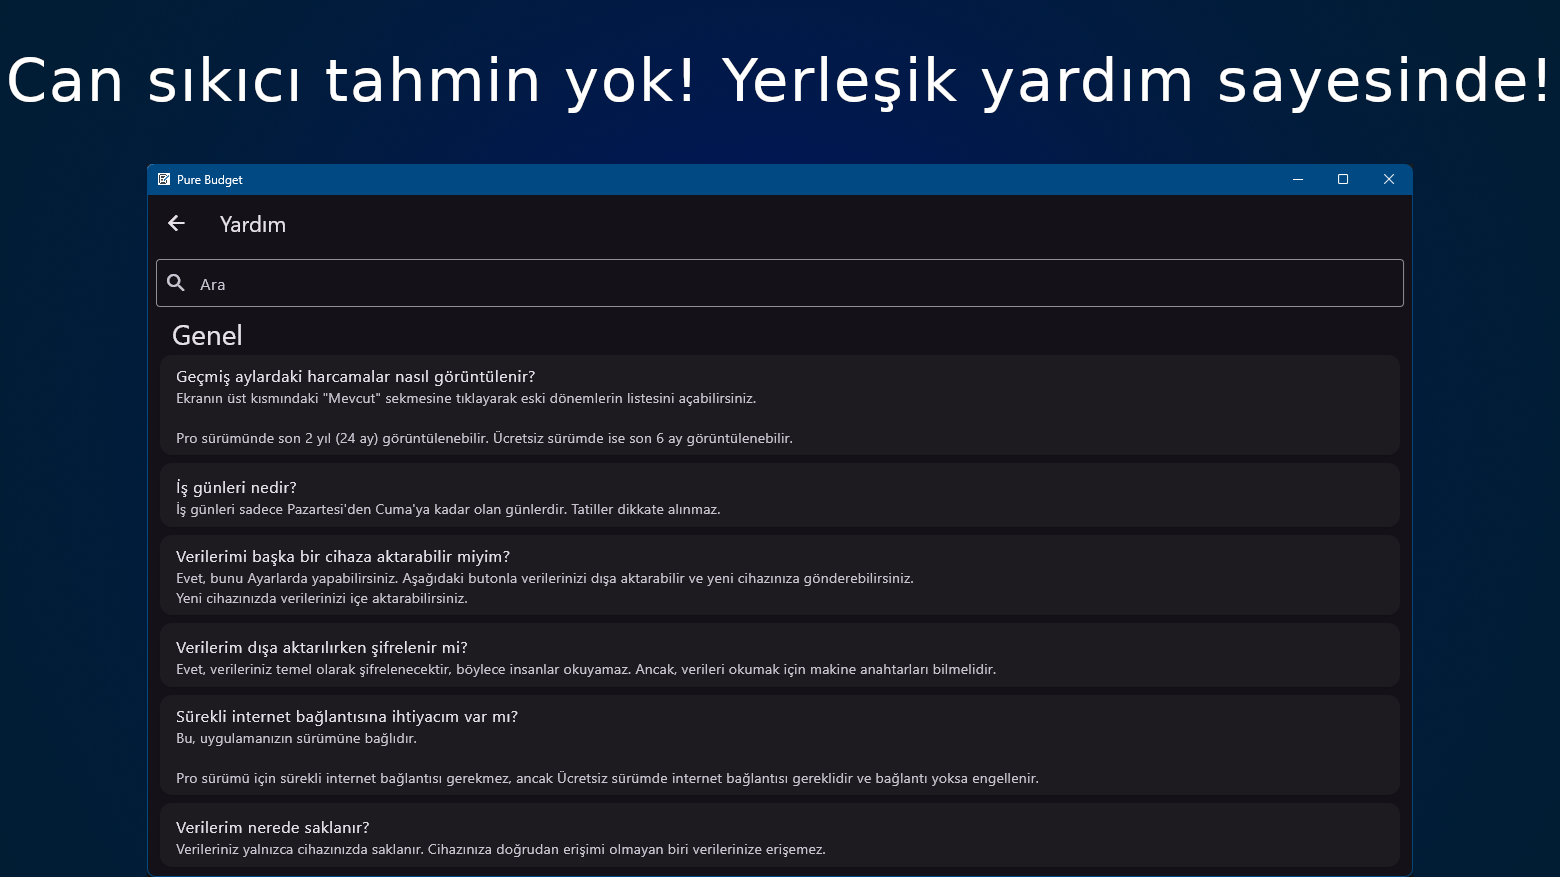 Can sıkıcı tahmin yok! Yerleşik yardım sayesinde!
Pure Budget
Yardım
Ara
Genel
Geçmiş aylardaki harcamalar nasıl görüntülenir?
Ekranın üst kısmındaki "Mevcut" sekmesine tıklayarak eski dönemlerin listesini açabilirsiniz.
Pro sürümünde son 2 yıl (24 ay) görüntülenebilir. Ücretsiz sürümde ise son 6 ay görüntülenebilir.
İş günleri nedir?
İş günleri sadece Pazartesi'den Cuma'ya kadar olan günlerdir. Tatiller dikkate alınmaz.
Verilerimi başka bir cihaza aktarabilir miyim?
Evet, bunu Ayarlarda yapabilirsiniz. Aşağıdaki butonla verilerinizi dışa aktarabilir ve yeni cihazınıza gönderebilirsiniz.
Yeni cihazınızda verilerinizi içe aktarabilirsiniz.
Verilerim dışa aktarılırken şifrelenir mi?
Evet, verileriniz temel olarak şifrelenecektir, böylece insanlar okuyamaz. Ancak, verileri okumak için makine anahtarları bilmelidir.
Sürekli internet bağlantısına ihtiyacım var mı?
Bu, uygulamanızın sürümüne bağlıdır.
Pro sürümü için sürekli internet bağlantısı gerekmez, ancak Ücretsiz sürümde internet bağlantısı gereklidir ve bağlantı yoksa engellenir.
Verilerim nerede saklanır?
Verileriniz yalnızca cihazınızda saklanır. Cihazınıza doğrudan erişimi olmayan biri verilerinize erişemez.